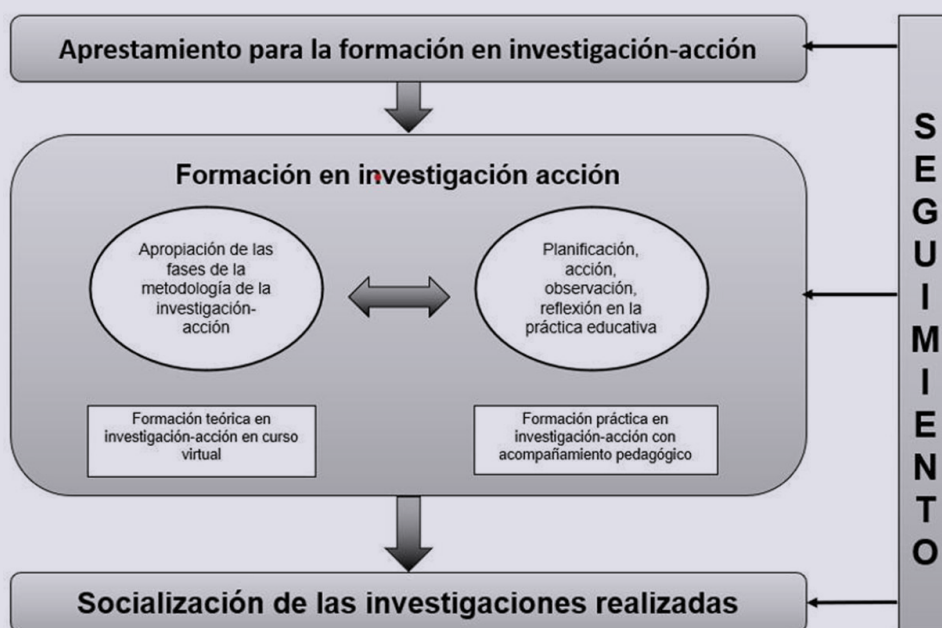 Aprestamiento para la formación en investigación-acción
Formación en investigación acción
Apropiación de las
fases de la
metodología de la
investigación-
acción
Planificación,
acción,
observación,
reflexión en la
práctica educativa
Formación teórica en
investigación-acción en curso
virtual
Formación práctica en
investigación-acción con
acompañamiento pedagógico
Socialización de las investigaciones realizadas
SEGUIMIENTO